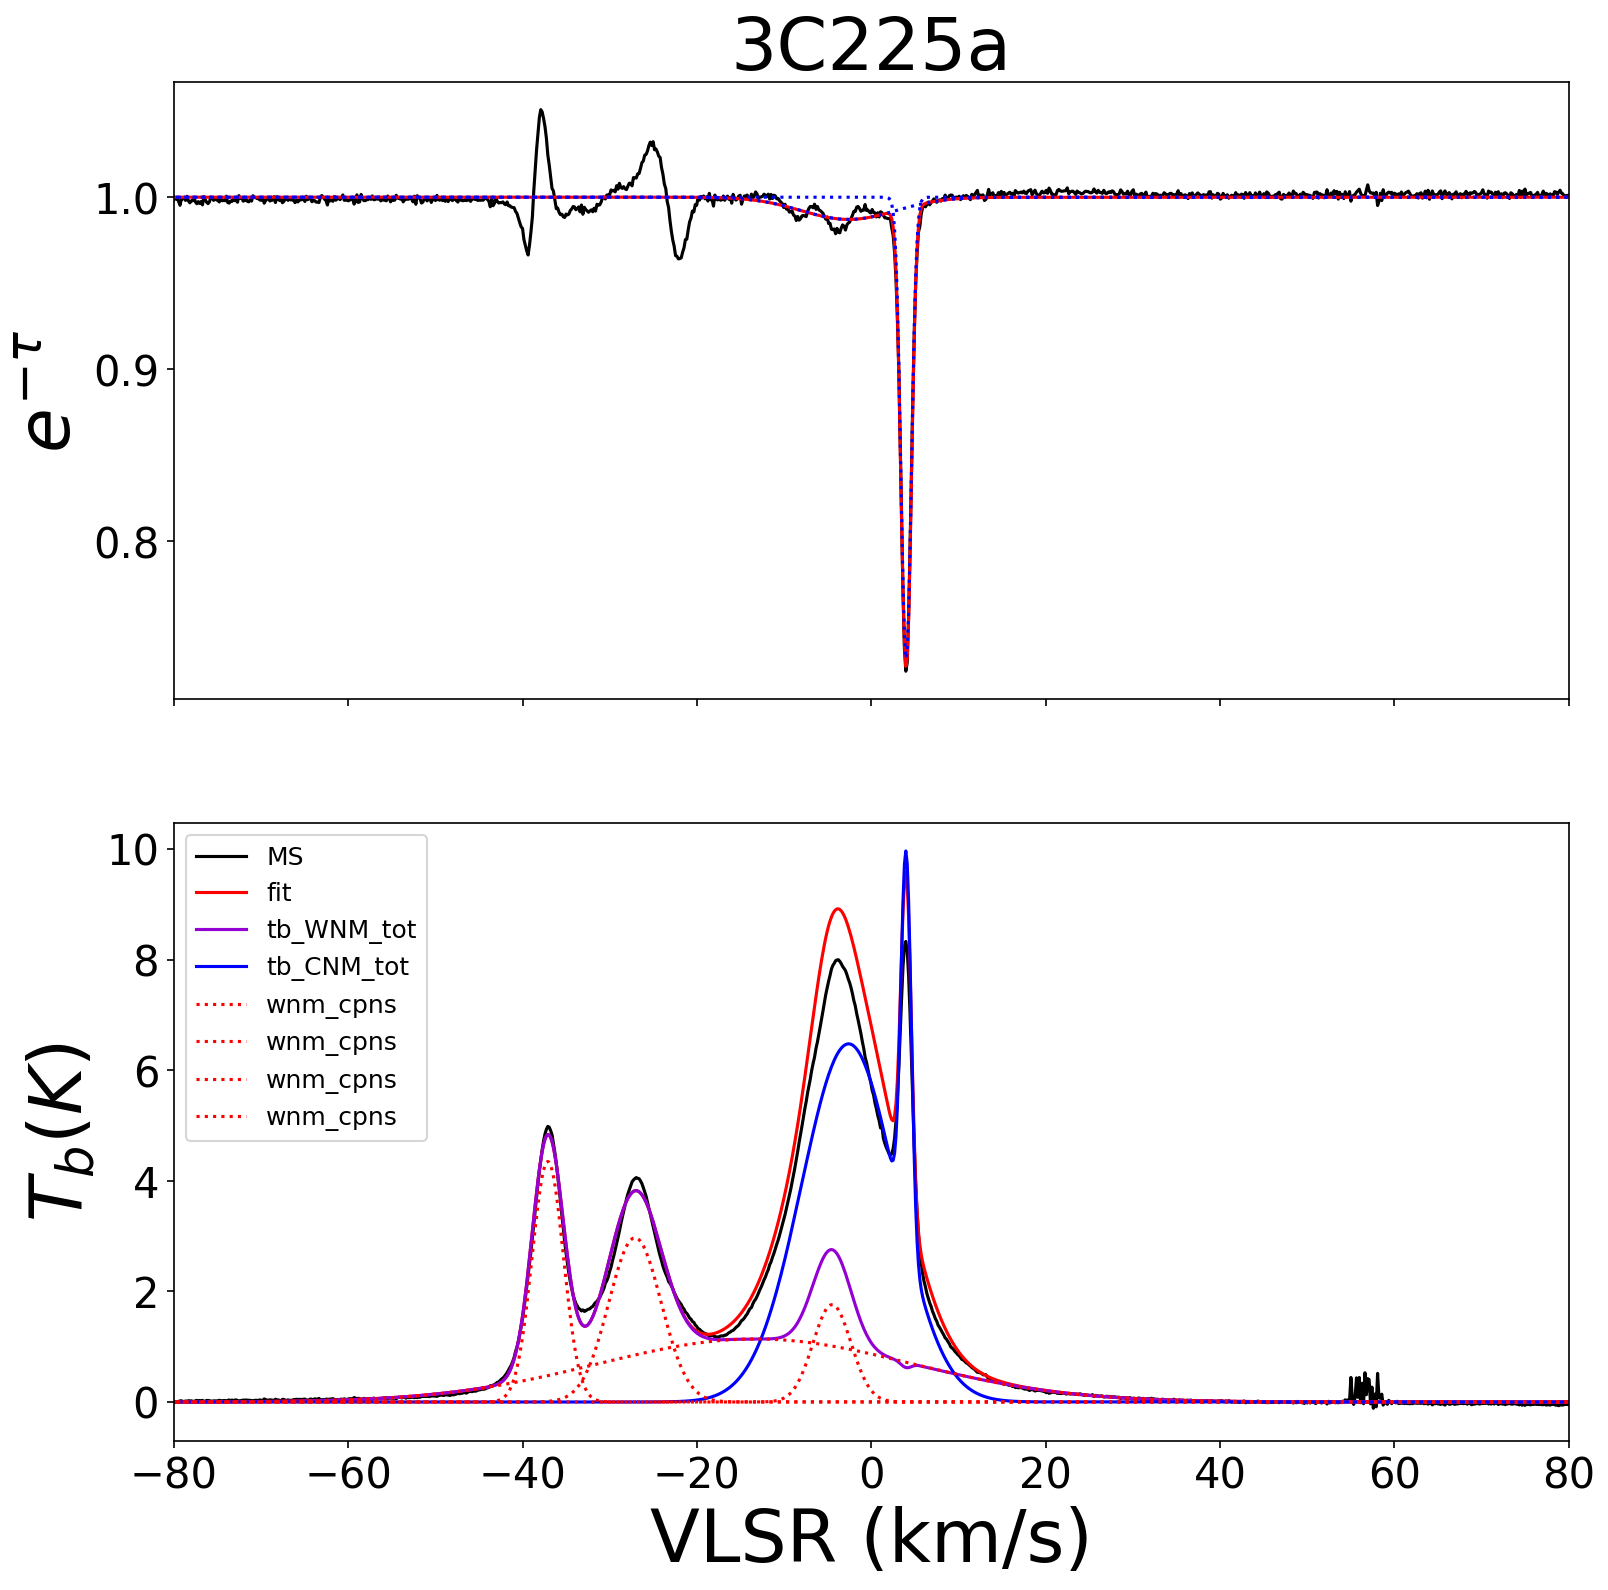 3C225a
1.0
0.9
0.8
e^{-τ}
10
8
6
4
2
0
T_b(K)
MS
fit
tb_WNM_tot
tb_CNM_tot
wnm_cpns
wnm_cpns
wnm_cpns
wnm_cpns
−80 −60 −40 −20 0 20 40 60 80
VLSR (km/s)